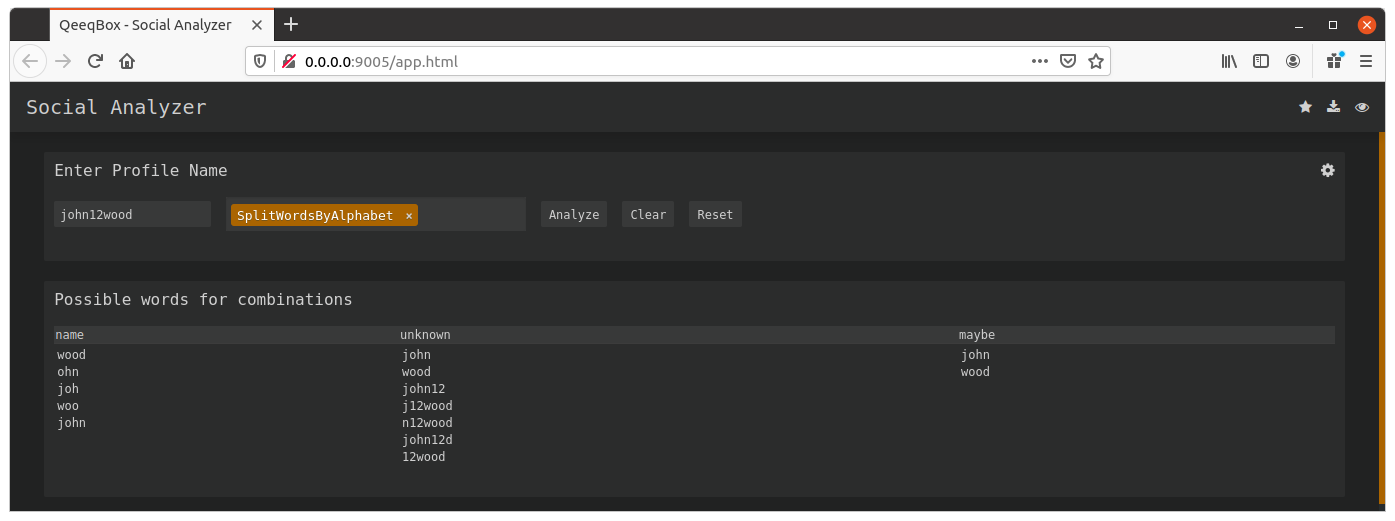 QeeqBox - Social Analyzer
0.0.0.0:9005/app.html
Social Analyzer
Enter Profile Name
john12wood SplitWordsByAlphabet × Analyze Clear Reset
Possible words for combinations
name unknown maybe
wood john john
ohn wood wood
joh john12
woo j12wood
john n12wood
john12d
12wood